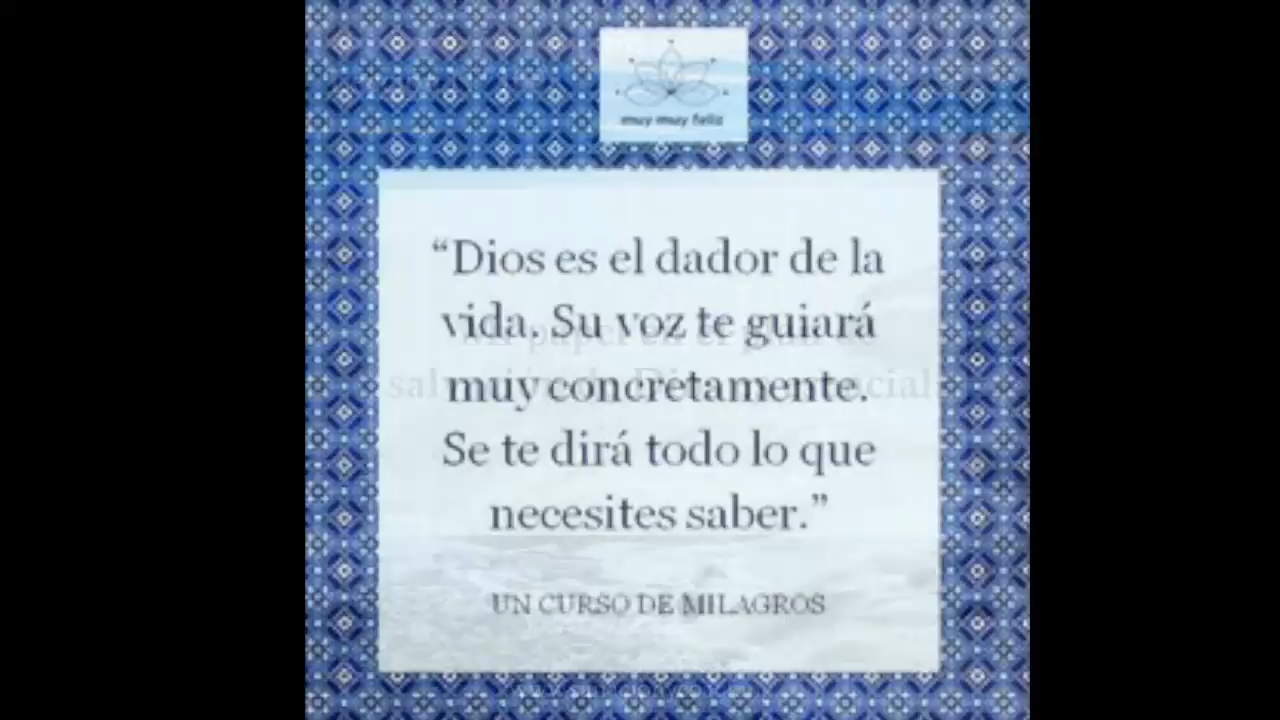 muy muy feliz
“Dios es el dador de la
vida. Su voz te guiará
muy concretamente.
Se te dirá todo lo que
necesites saber.”
UN CURSO DE MILAGROS